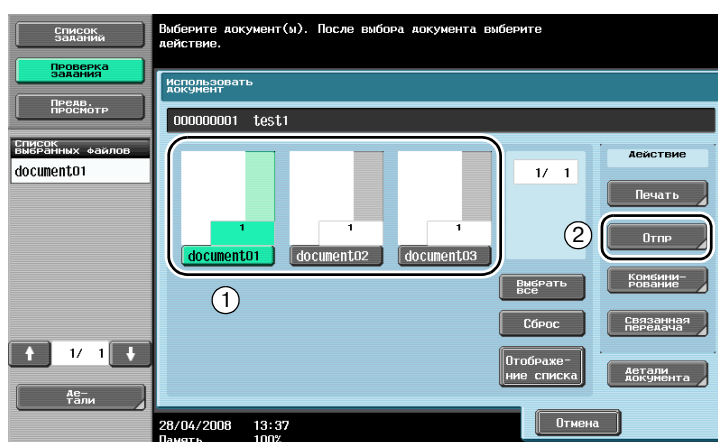 Список
заданий
Проверка
задания
Предв.
просмотр
Список
выбранных файлов
document01
1/ 1
Де-
тали
Выберите документ(ы). После выбора документа выберите
действие.
Использовать
документ
000000001 test1
1
document01
1
document02
1
document03
1
1/ 1
Выбрать
все
Сброс
Отображе-
ние списка
Действие
Печать
2
Отпр
Комбини-
рование
Связанная
передача
Детали
документа
Отмена
28/04/2008 13:37
Память 100%